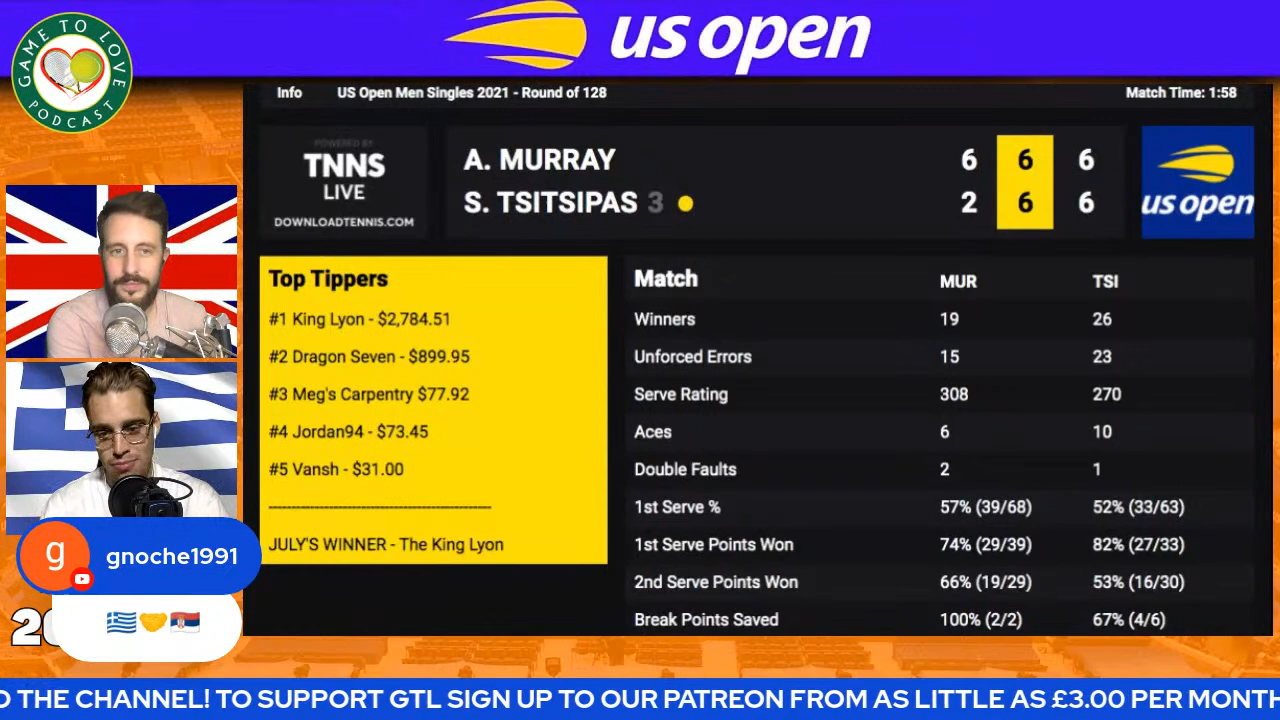 GAME TO LOVE
PODCAST
us open
Info US Open Men Singles 2021 - Round of 128 Match Time: 1:58
POWERED BY
TNNS
LIVE
DOWNLOADTENNIS.COM
A. MURRAY 6 6 6
S. TSITSIPAS 3 2 6 6
us open
Top Tippers
#1 King Lyon - $2,784.51
#2 Dragon Seven - $899.95
#3 Meg's Carpentry $77.92
#4 Jordan94 - $73.45
#5 Vansh - $31.00
------------------------------------------------
JULY'S WINNER - The King Lyon
Match MUR TSI
Winners 19 26
Unforced Errors 15 23
Serve Rating 308 270
Aces 6 10
Double Faults 2 1
1st Serve % 57% (39/68) 52% (33/63)
1st Serve Points Won 74% (29/39) 82% (27/33)
2nd Serve Points Won 66% (19/29) 53% (16/30)
Break Points Saved 100% (2/2) 67% (4/6)
g gnoche1991
🇬🇷🤝🇷🇸
O THE CHANNEL! TO SUPPORT GTL SIGN UP TO OUR PATREON FROM AS LITTLE AS £3.00 PER MONTH